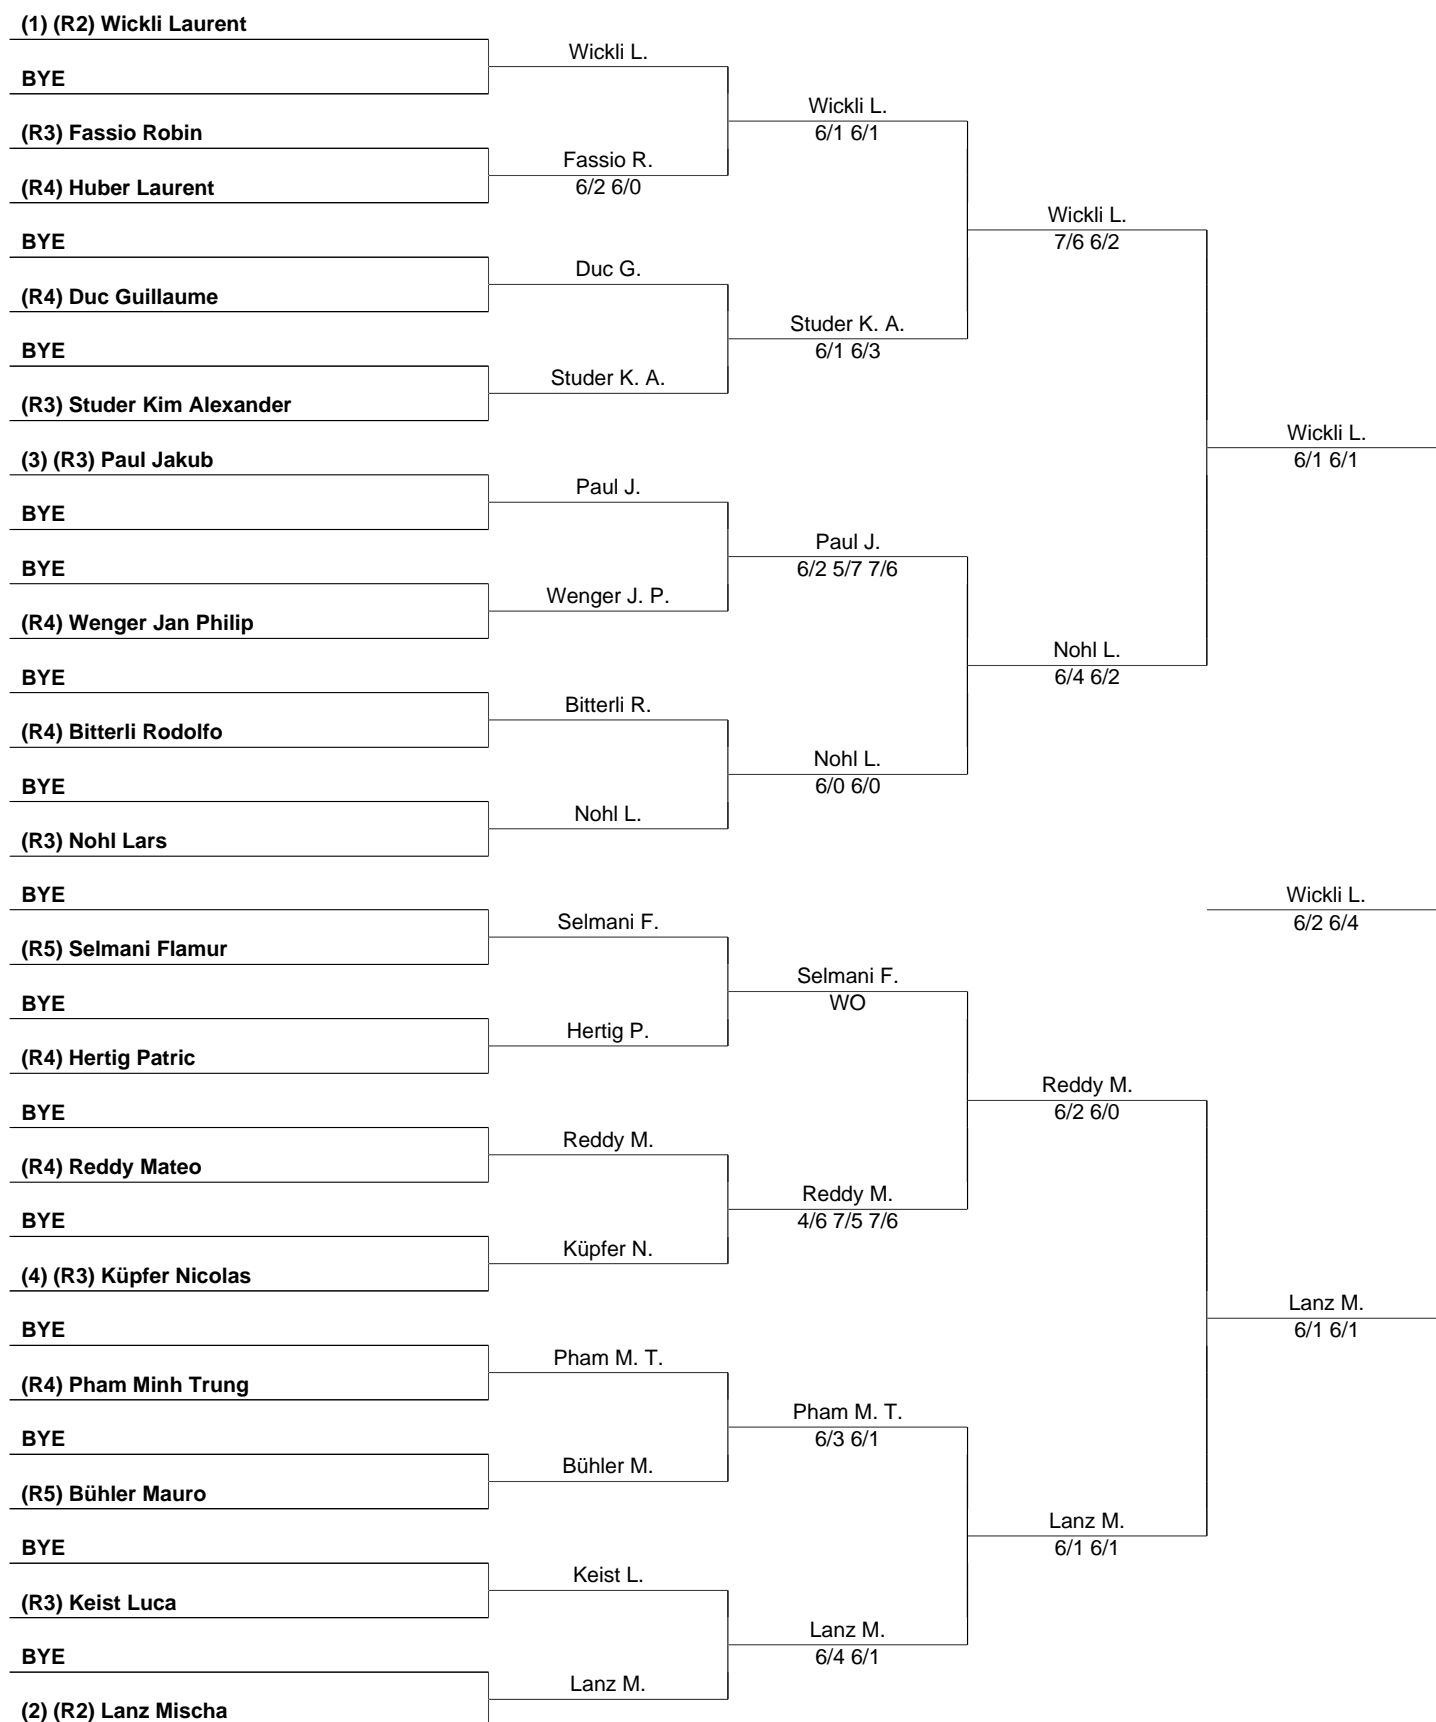 (1) (R2) Wickli Laurent
BYE
(R3) Fassio Robin
(R4) Huber Laurent
BYE
(R4) Duc Guillaume
BYE
(R3) Studer Kim Alexander
(3) (R3) Paul Jakub
BYE
BYE
(R4) Wenger Jan Philip
BYE
(R4) Bitterli Rodolfo
BYE
(R3) Nohl Lars
BYE
(R5) Selmani Flamur
BYE
(R4) Hertig Patric
BYE
(R4) Reddy Mateo
BYE
(4) (R3) Küpfer Nicolas
BYE
(R4) Pham Minh Trung
BYE
(R5) Bühler Mauro
BYE
(R3) Keist Luca
BYE
(2) (R2) Lanz Mischa
Wickli L.
Fassio R.
6/2 6/0
Duc G.
Studer K. A.
Paul J.
Wenger J. P.
Bitterli R.
Nohl L.
Selmani F.
Hertig P.
Reddy M.
Küpfer N.
Pham M. T.
Bühler M.
Keist L.
Lanz M.
Wickli L.
6/1 6/1
Studer K. A.
6/1 6/3
Paul J.
6/2 5/7 7/6
Nohl L.
6/0 6/0
Selmani F.
WO
Reddy M.
4/6 7/5 7/6
Pham M. T.
6/3 6/1
Lanz M.
6/4 6/1
Wickli L.
7/6 6/2
Nohl L.
6/4 6/2
Reddy M.
6/2 6/0
Lanz M.
6/1 6/1
Wickli L.
6/1 6/1
Wickli L.
6/2 6/4
Lanz M.
6/1 6/1